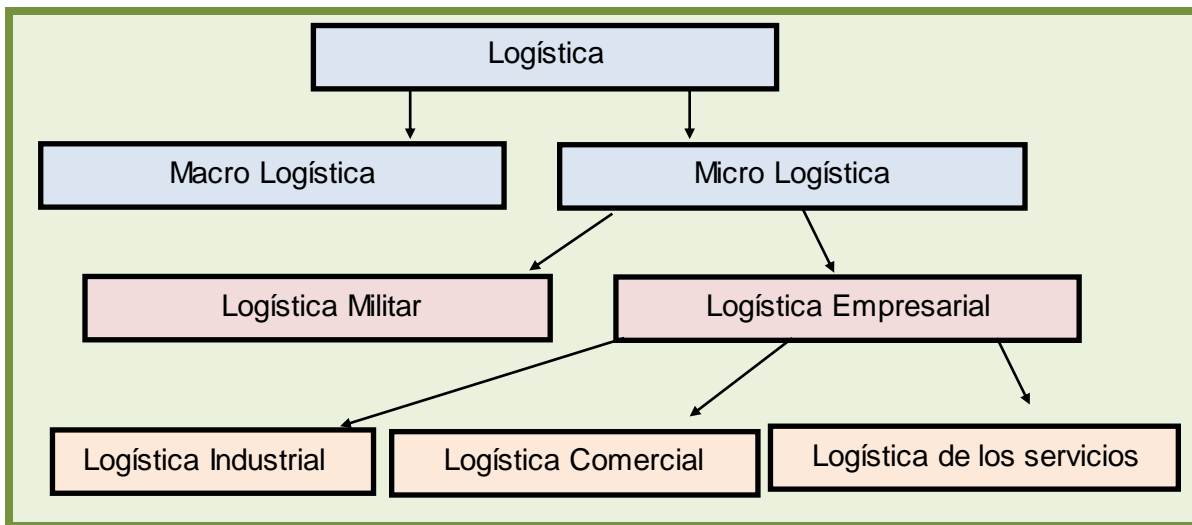 Logística
Macro Logística
Micro Logística
Logística Militar
Logística Empresarial
Logística Industrial
Logística Comercial
Logística de los servicios